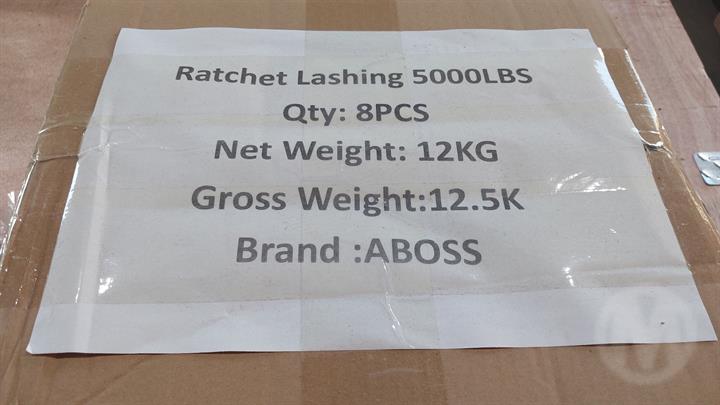 Ratchet Lashing 5000LBS
Qty: 8PCS
Net Weight: 12KG
Gross Weight:12.5K
Brand :ABOSS